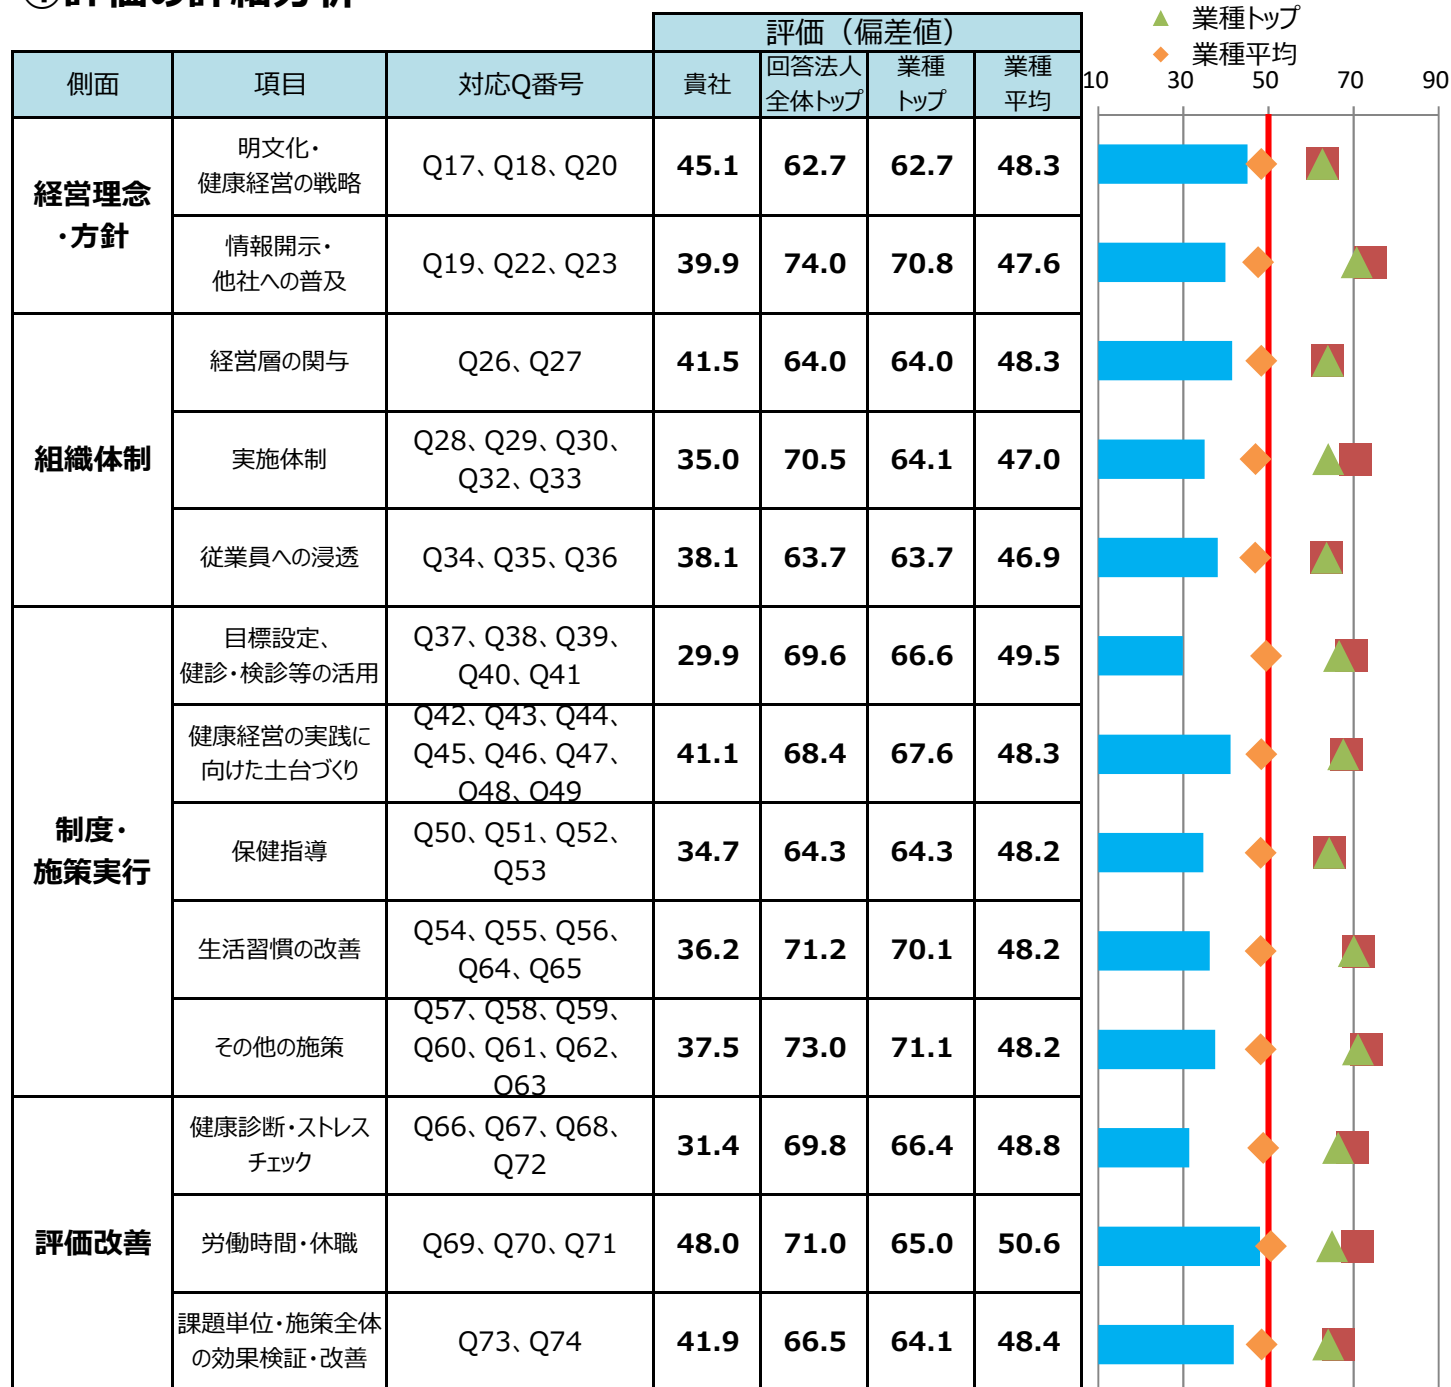 ①評価の詳細分析
▲ 業種トップ
◆ 業種平均
評価（偏差値）
側面 項目 対応Q番号 貴社 回答法人 業種 業種
全体トップ トップ 平均
10 30 50 70 90
経営理念
・方針
明文化・
健康経営の戦略
Q17、Q18、Q20 45.1 62.7 62.7 48.3
情報開示・
他社への普及
Q19、Q22、Q23 39.9 74.0 70.8 47.6
組織体制
経営層の関与 Q26、Q27 41.5 64.0 64.0 48.3
実施体制
Q28、Q29、Q30、
Q32、Q33
35.0 70.5 64.1 47.0
従業員への浸透 Q34、Q35、Q36 38.1 63.7 63.7 46.9
制度・
施策実行
目標設定、
健診・検診等の活用
Q37、Q38、Q39、
Q40、Q41
29.9 69.6 66.6 49.5
健康経営の実践に
向けた土台づくり
Q42、Q43、Q44、
Q45、Q46、Q47、
Q48、Q49
41.1 68.4 67.6 48.3
保健指導
Q50、Q51、Q52、
Q53
34.7 64.3 64.3 48.2
生活習慣の改善
Q54、Q55、Q56、
Q64、Q65
36.2 71.2 70.1 48.2
その他の施策
Q57、Q58、Q59、
Q60、Q61、Q62、
Q63
37.5 73.0 71.1 48.2
評価改善
健康診断・ストレス
チェック
Q66、Q67、Q68、
Q72
31.4 69.8 66.4 48.8
労働時間・休職 Q69、Q70、Q71 48.0 71.0 65.0 50.6
課題単位・施策全体
の効果検証・改善
Q73、Q74 41.9 66.5 64.1 48.4